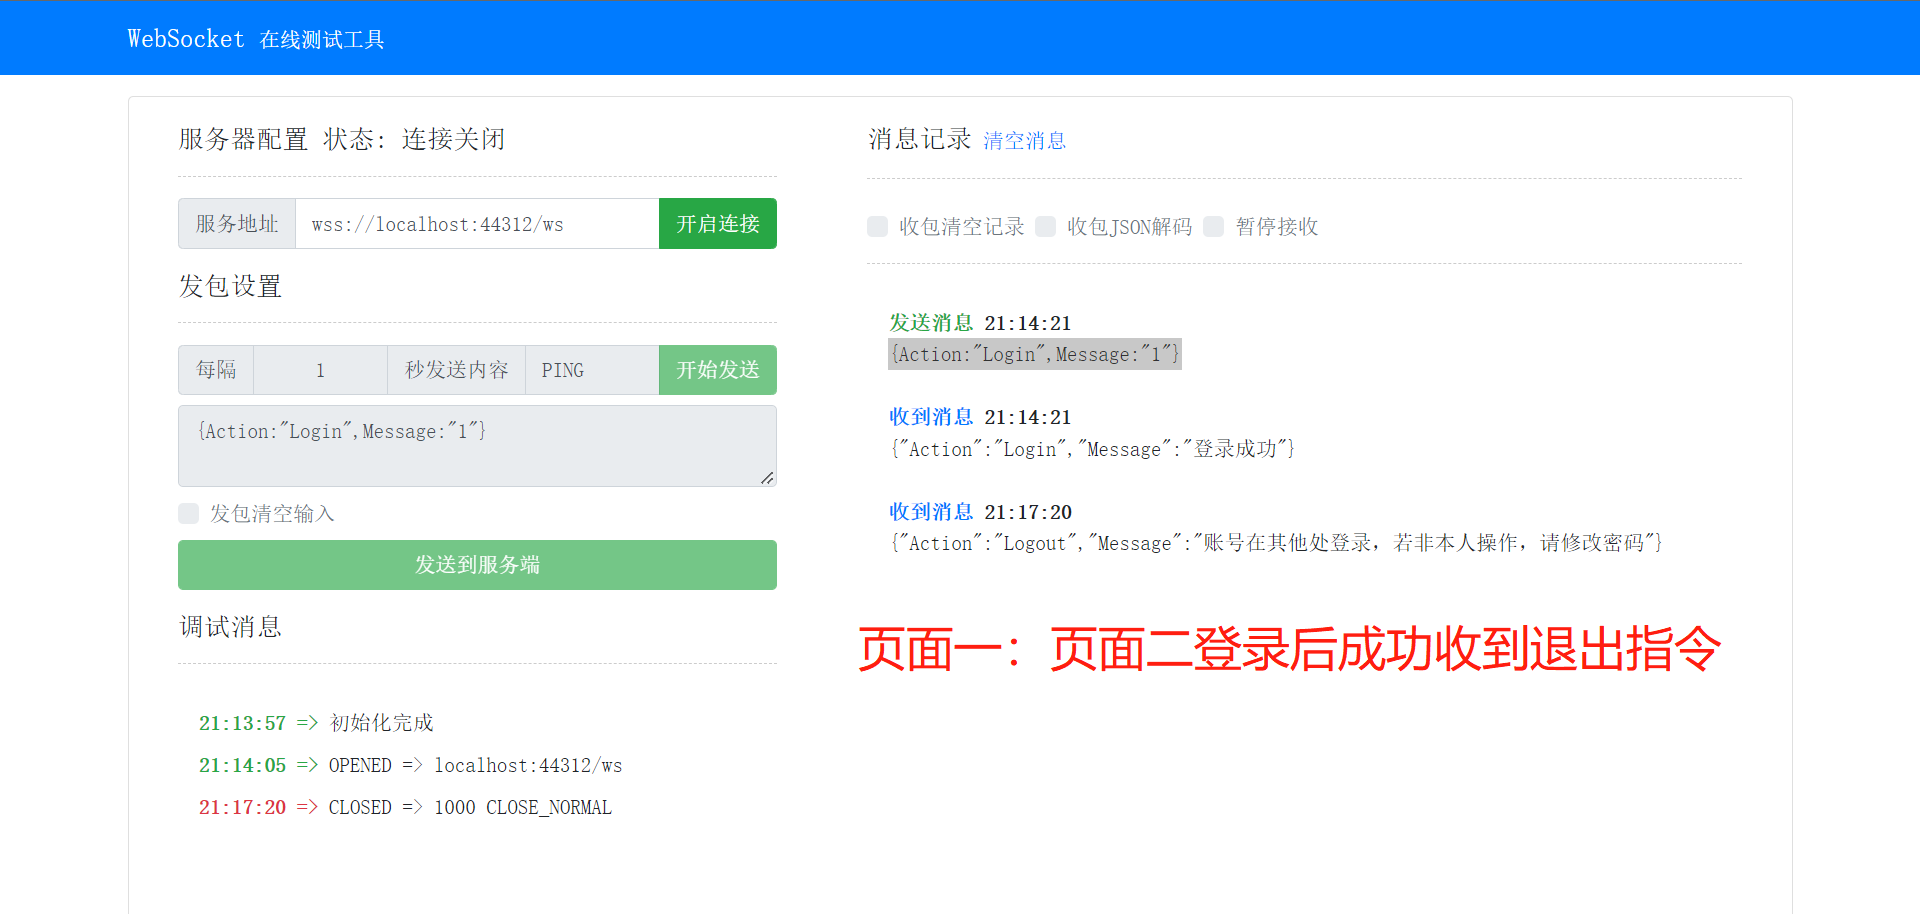 WebSocket 在线测试工具
服务器配置 状态: 连接关闭
服务地址 wss://localhost:44312/ws 开启连接
发包设置
每隔 1 秒发送内容 PING 开始发送
{Action:"Login",Message:"1"}
发包清空输入
发送到服务端
调试消息
21:13:57 => 初始化完成
21:14:05 => OPENED => localhost:44312/ws
21:17:20 => CLOSED => 1000 CLOSE_NORMAL
消息记录 清空消息
收包清空记录 收包JSON解码 暂停接收
发送消息 21:14:21
{Action:"Login",Message:"1"}
收到消息 21:14:21
{"Action":"Login","Message":"登录成功"}
收到消息 21:17:20
{"Action":"Logout","Message":"账号在其他处登录，若非本人操作，请修改密码"}
页面一：页面二登录后成功收到退出指令